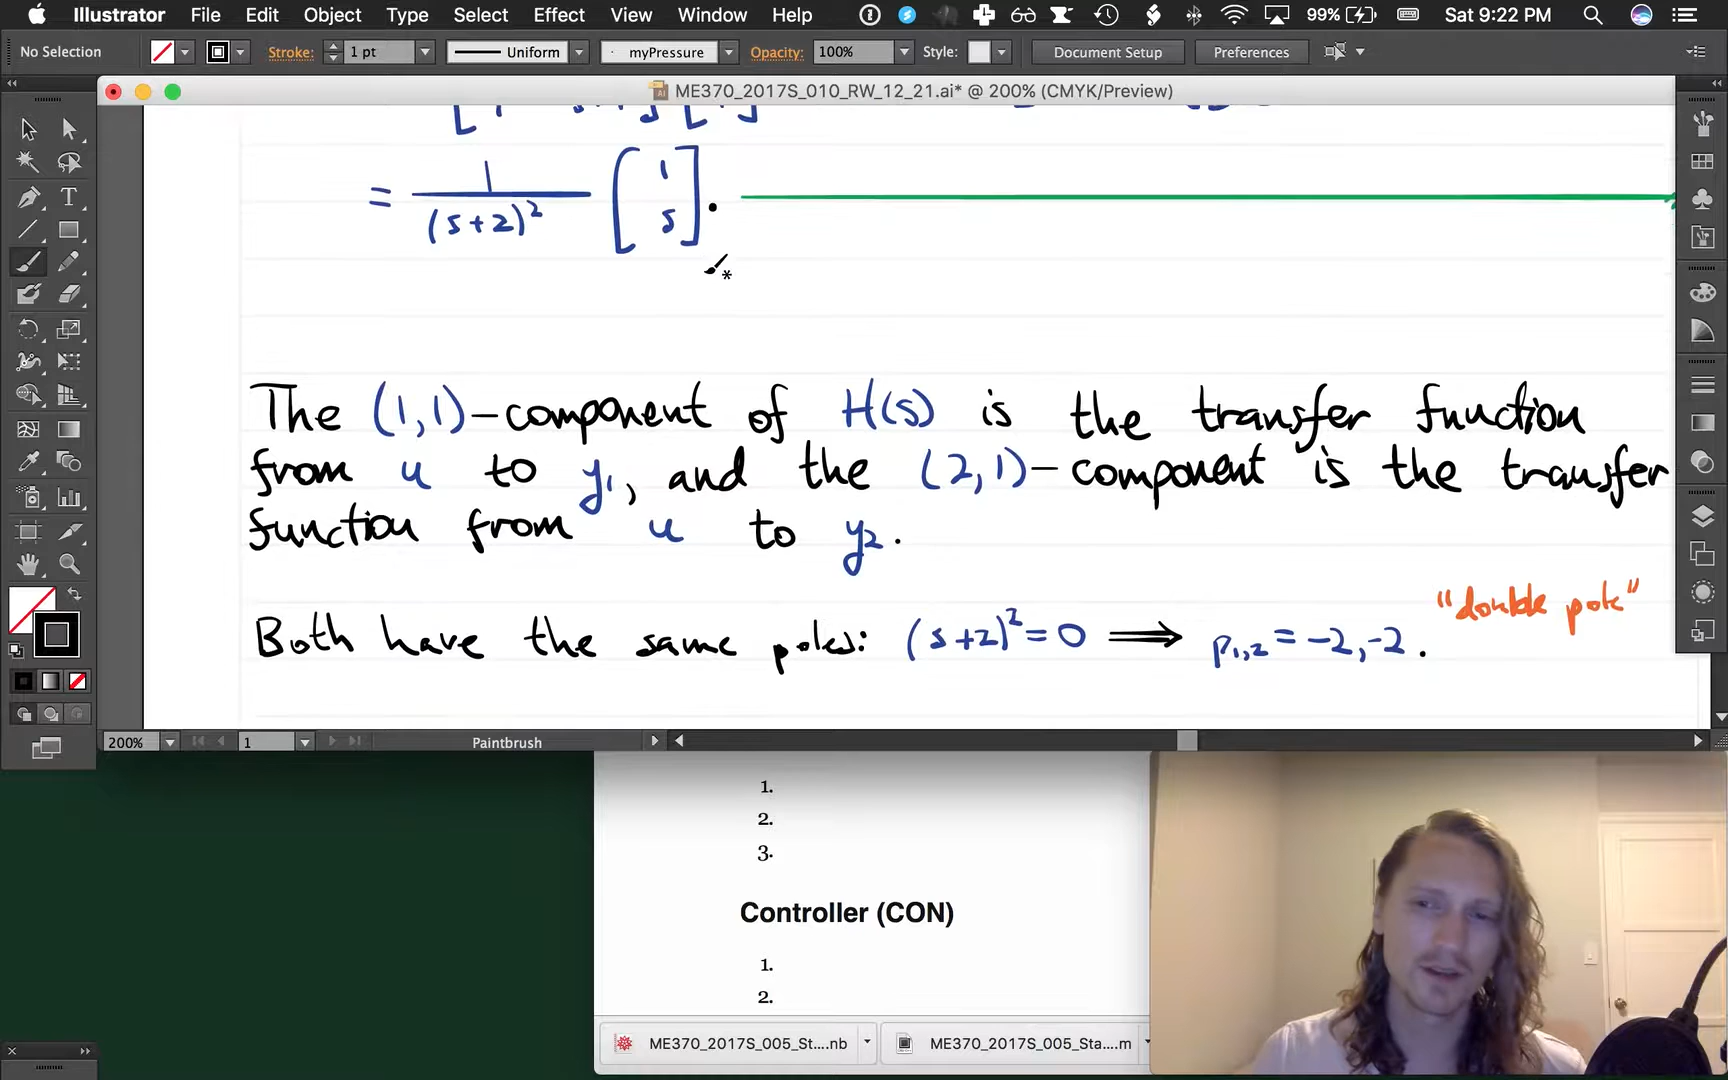 Illustrator File Edit Object Type Select Effect View Window Help 99% Sat 9:22 PM
No Selection Stroke: 1 pt Uniform myPressure Opacity: 100% Style: Document Setup Preferences
ME370_2017S_010_RW_12_21.ai* @ 200% (CMYK/Preview)
= 1/(s+2)² [1 s].
The (1,1)-component of H(s) is the transfer function
from u to y₁, and the (2,1)-component is the transfer
function from u to y₂.
"double pole"
Both have the same poles: (s+2)²=0 ⟹ p₁,₂ = -2,-2.
200% 1 Paintbrush
1.
2.
3.
Controller (CON)
1.
2.
ME370_2017S_005_St....nb ME370_2017S_005_Sta....m